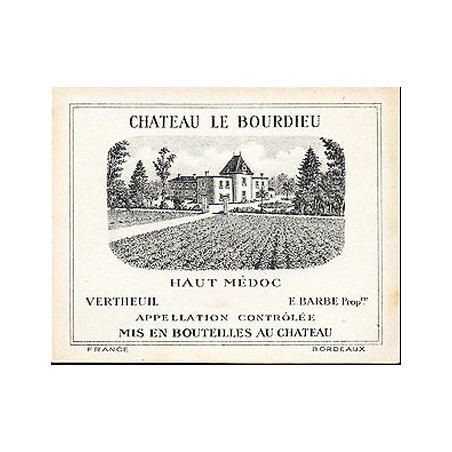 CHATEAU LE BOURDIEU
HAUT MÉDOC
VERTHEUIL E. BARBE Propre
APPELLATION CONTRÔLÉE
MIS EN BOUTEILLES AU CHATEAU
FRANCE BORDEAUX